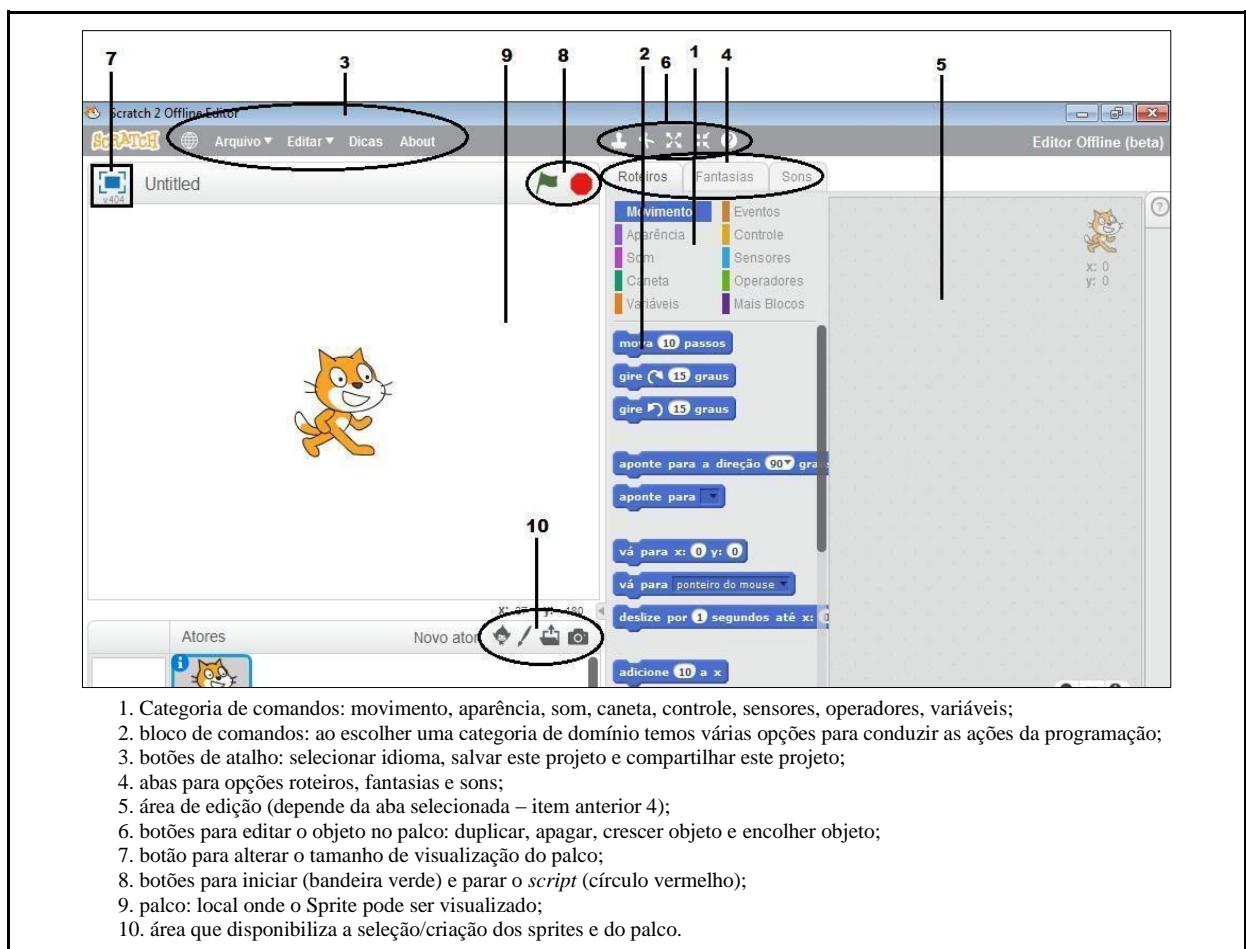 7
3
9
8
2
6
1
4
5
Scratch 2 Offline Editor
SCRATCH
Arquivo
Editar
Dicas
About
Editor Offline (beta)
v404
Untitled
Roteiros
Fantasias
Sons
Movimento
Eventos
Aparência
Controle
Som
Sensores
Caneta
Operadores
Variáveis
Mais Blocos
x: 0
y: 0
mova 10 passos
gire 15 graus
gire 15 graus
aponte para a direção 90
aponte para
vá para x: 0 y: 0
vá para ponteiro do mouse
deslize por 1 segundos até x:
adicione 10 a x
10
Atores
Novo ator
1. Categoria de comandos: movimento, aparência, som, caneta, controle, sensores, operadores, variáveis;
2. bloco de comandos: ao escolher uma categoria de domínio temos várias opções para conduzir as ações da programação;
3. botões de atalho: selecionar idioma, salvar este projeto e compartilhar este projeto;
4. abas para opções roteiros, fantasias e sons;
5. área de edição (depende da aba selecionada – item anterior 4);
6. botões para editar o objeto no palco: duplicar, apagar, crescer objeto e encolher objeto;
7. botão para alterar o tamanho de visualização do palco;
8. botões para iniciar (bandeira verde) e parar o script (círculo vermelho);
9. palco: local onde o Sprite pode ser visualizado;
10. área que disponibiliza a seleção/criação dos sprites e do palco.